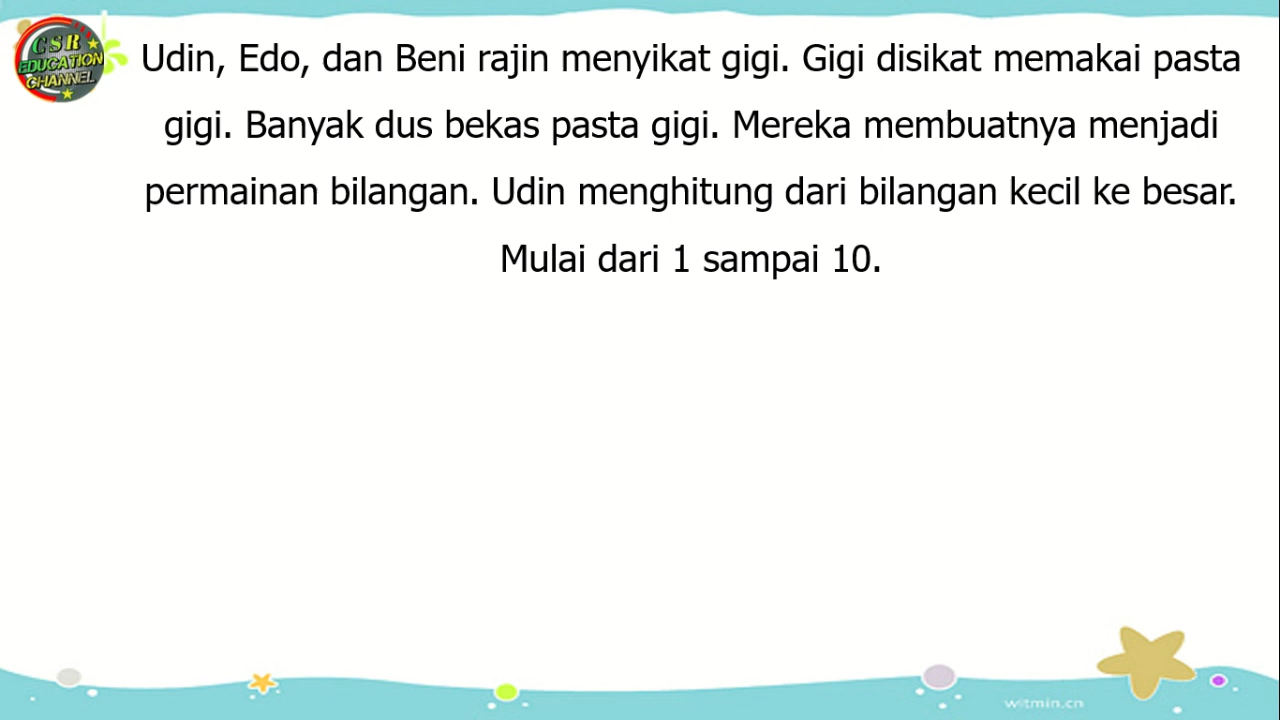 GSR
EDUCATION
CHANNEL
Udin, Edo, dan Beni rajin menyikat gigi. Gigi disikat memakai pasta
gigi. Banyak dus bekas pasta gigi. Mereka membuatnya menjadi
permainan bilangan. Udin menghitung dari bilangan kecil ke besar.
Mulai dari 1 sampai 10.
witmin.cn